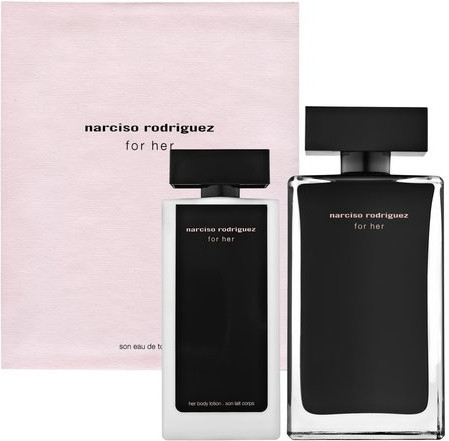 narciso rodriguez
for her
son eau de to
narciso rodriguez
for her
her body lotion . son lait corps
narciso rodriguez
for her